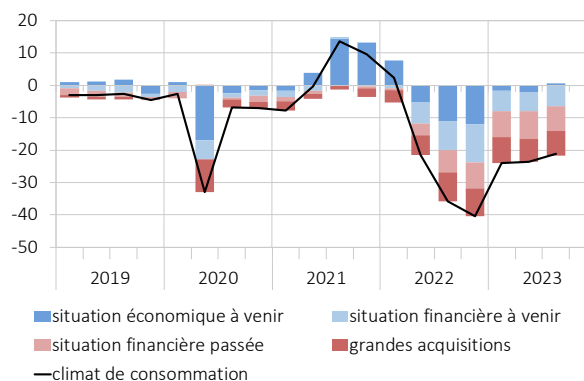 20
10
0
-10
-20
-30
-40
-50
2019 2020 2021 2022 2023
situation économique à venir situation financière à venir
situation financière passée grandes acquisitions
climat de consommation